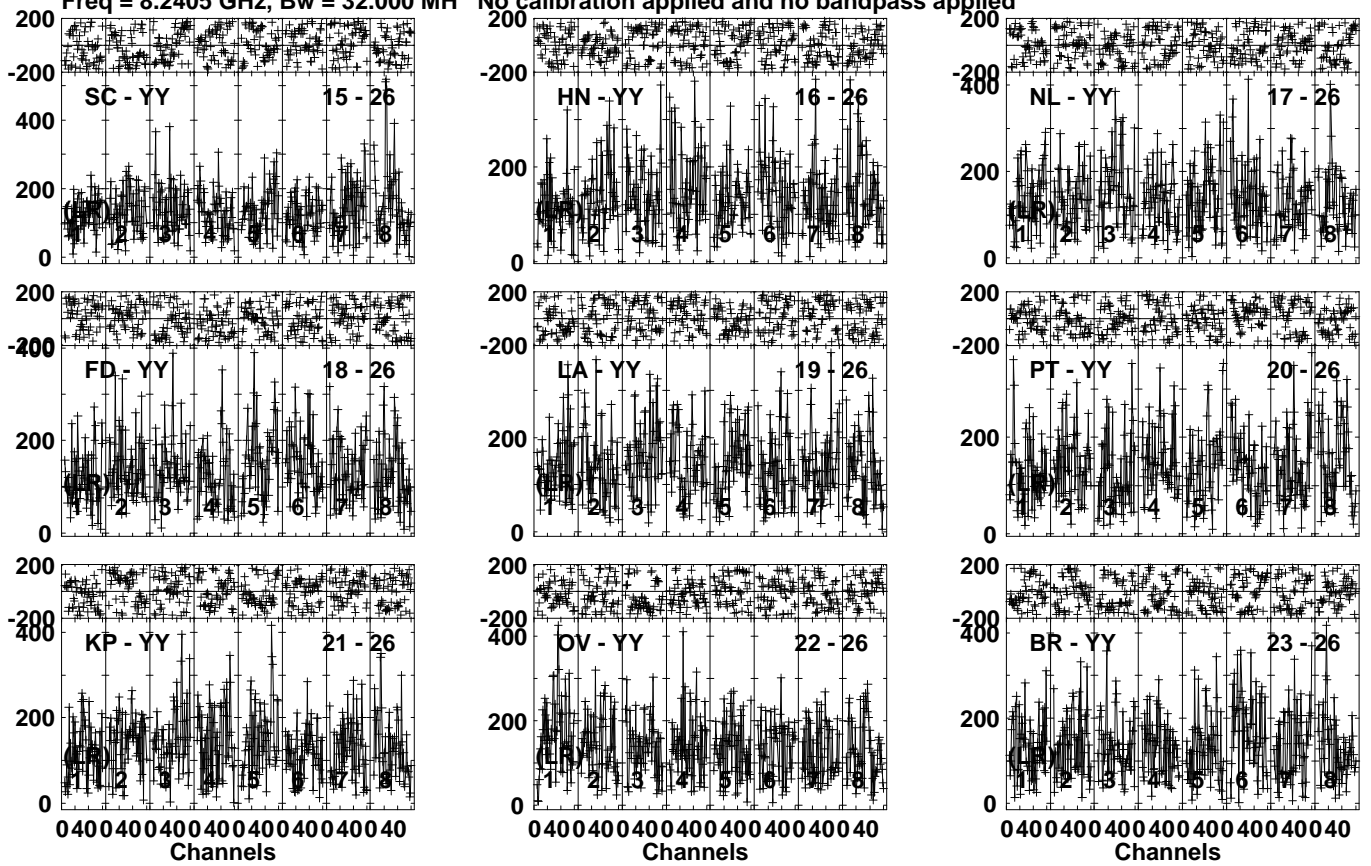 Freq = 8.2405 GHz, Bw = 32.000 MH No calibration applied and no bandpass applied
200 200 200
-200 -200 -200
SC - YY 15 - 26 HN - YY 16 - 26 NL - YY 17 - 26
400 400 400
200 200 200
(LR) (LR) (LR)
1 2 3 4 5 6 7 8 1 2 3 4 5 6 7 8 1 2 3 4 5 6 7 8
0 0 0
200 200 200
-200 -200 -200
400
FD - YY 18 - 26 LA - YY 19 - 26 PT - YY 20 - 26
200 200 200
(LR) (LR) (LR)
1 2 3 4 5 6 7 8 1 2 3 4 5 6 7 8 1 2 3 4 5 6 7 8
0 0 0
200 200 200
-200 -200 -200
KP - YY 21 - 26 OV - YY 22 - 26 BR - YY 23 - 26
400 400 400
200 200 200
(LR) (LR) (LR)
1 2 3 4 5 6 7 8 1 2 3 4 5 6 7 8 1 2 3 4 5 6 7 8
0 0 0
0 40 0 40 0 40 0 40 0 40 0 40 0 40 0 40 0 40 0 40 0 40 0 40 0 40 0 40 0 40 0 40 0 40 0 40 0 40 0 40 0 40 0 40 0 40 0 40
Channels Channels Channels